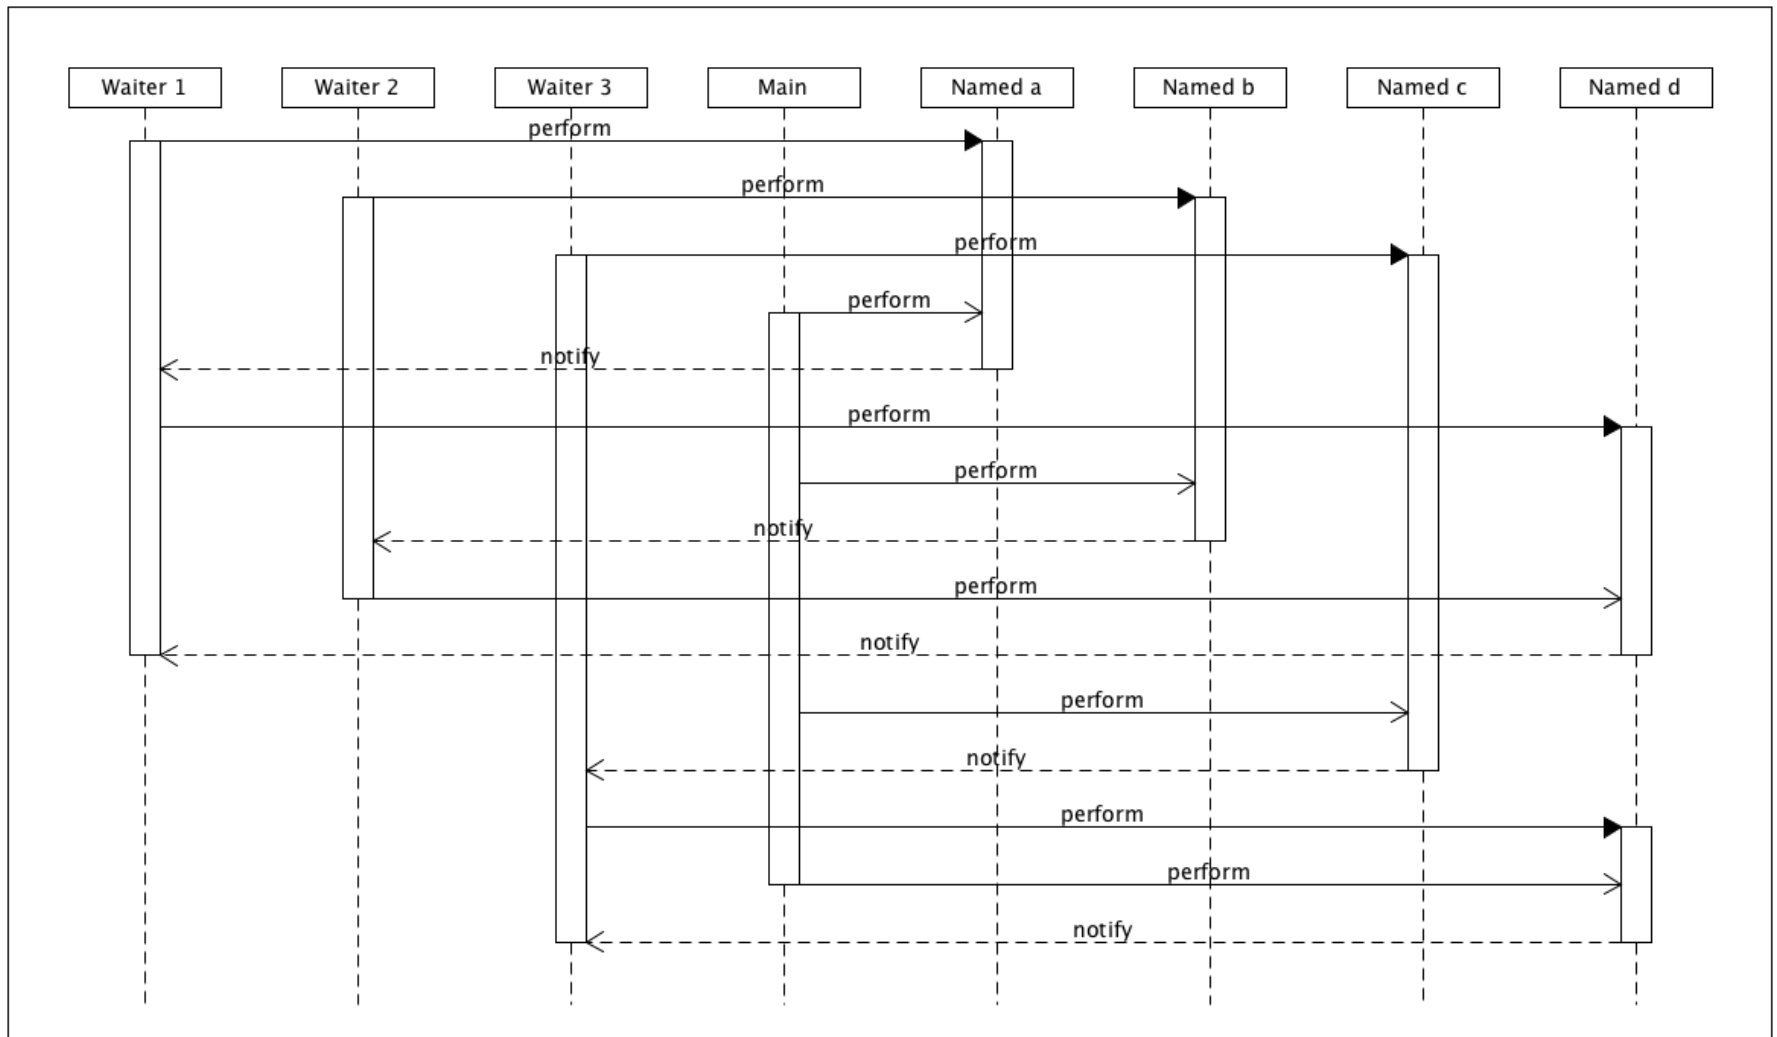 Waiter 1
Waiter 2
Waiter 3
Main
Named a
Named b
Named c
Named d
perform
perform
perform
perform
notify
perform
perform
notify
perform
notify
perform
notify
perform
perform
notify